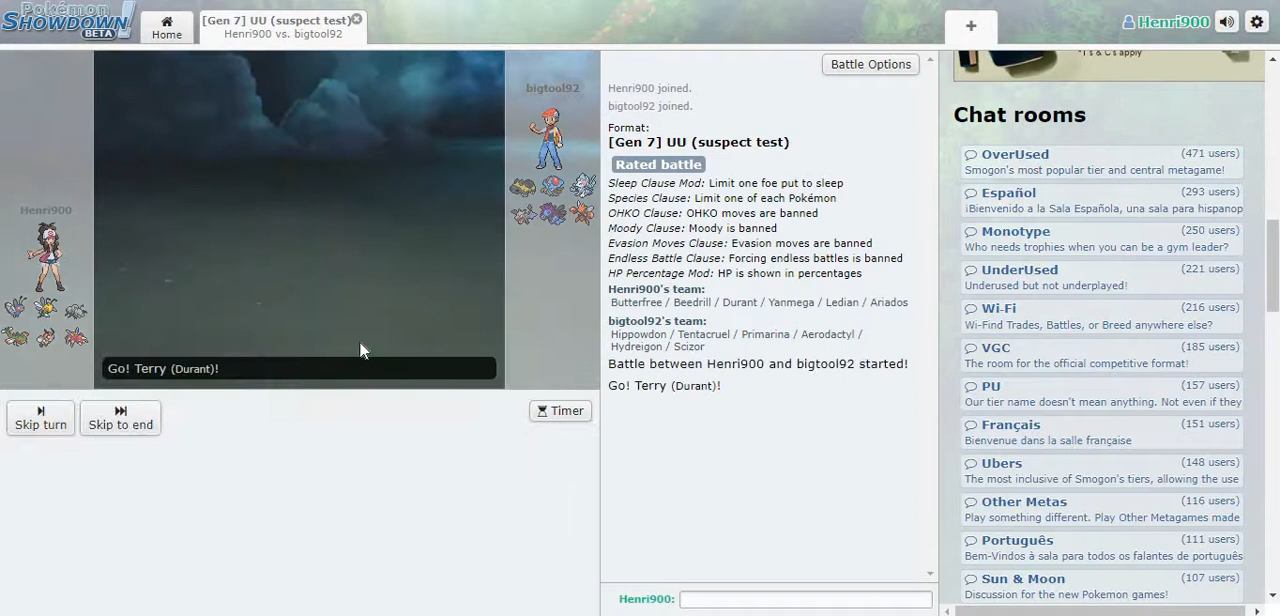 Pokémon
SHOWDOWN!
BETA
Home
[Gen 7] UU (suspect test)
Henri900 vs. bigtool92
+
Henri900
bigtool92
Henri900
Go! Terry (Durant)!
Skip turn
Skip to end
Timer
Battle Options
Henri900 joined.
bigtool92 joined.
Format:
[Gen 7] UU (suspect test)
Rated battle
Sleep Clause Mod: Limit one foe put to sleep
Species Clause: Limit one of each Pokémon
OHKO Clause: OHKO moves are banned
Moody Clause: Moody is banned
Evasion Moves Clause: Evasion moves are banned
Endless Battle Clause: Forcing endless battles is banned
HP Percentage Mod: HP is shown in percentages
Henri900's team:
Butterfree / Beedrill / Durant / Yanmega / Ledian / Ariados
bigtool92's team:
Hippowdon / Tentacruel / Primarina / Aerodactyl /
Hydreigon / Scizor
Battle between Henri900 and bigtool92 started!
Go! Terry (Durant)!
Henri900:
T's & C's apply
Chat rooms
OverUsed (471 users)
Smogon's most popular tier and central metagame!
Español (293 users)
¡Bienvenido a la Sala Española, una sala para hispanop
Monotype (250 users)
Who needs trophies when you can be a gym leader?
UnderUsed (221 users)
Underused but not underplayed!
Wi-Fi (216 users)
Wi-Find Trades, Battles, or Breed anywhere else?
VGC (185 users)
The room for the official competitive format!
PU (157 users)
Our tier name doesn't mean anything. Not even if they
Français (151 users)
Bienvenue dans la salle française
Ubers (148 users)
The most inclusive of Smogon's tiers, allowing the use
Other Metas (116 users)
Play something different. Play Other Metagames made
Português (111 users)
Bem-Vindos à sala para todos os falantes de português
Sun & Moon (107 users)
Discussion for the new Pokemon games!